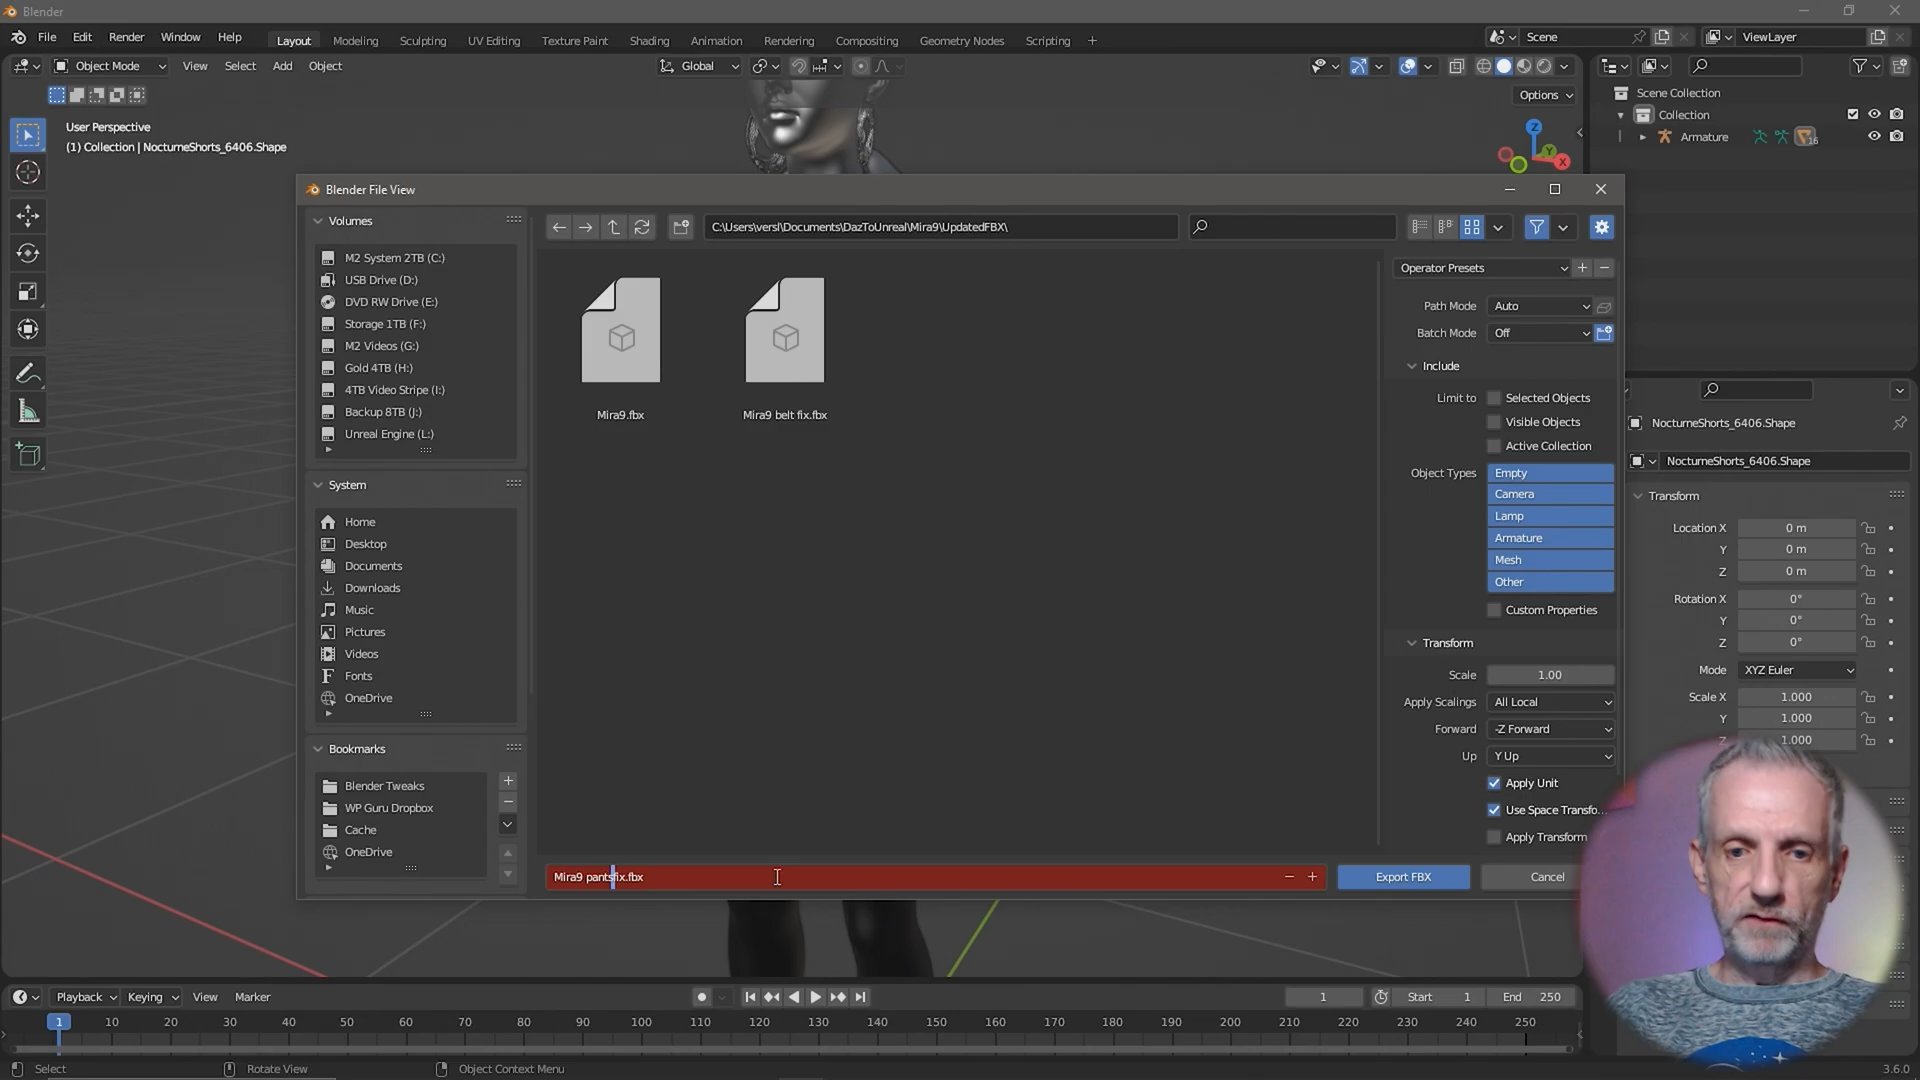 Blender
File Edit Render Window Help
Layout Modeling Sculpting UV Editing Texture Paint Shading Animation Rendering Compositing Geometry Nodes Scripting +
Scene
ViewLayer
Object Mode View Select Add Object
Global
Options
User Perspective
(1) Collection | NocturneShorts_6406.Shape
Z
Y
X
Scene Collection
Collection
Armature
16
Blender File View
Volumes
M2 System 2TB (C:)
USB Drive (D:)
DVD RW Drive (E:)
Storage 1TB (F:)
M2 Videos (G:)
Gold 4TB (H:)
4TB Video Stripe (I:)
Backup 8TB (J:)
Unreal Engine (L:)
System
Home
Desktop
Documents
Downloads
Music
Pictures
Videos
Fonts
OneDrive
Bookmarks
Blender Tweaks
WP Guru Dropbox
Cache
OneDrive
C:\Users\versl\Documents\DazToUnreal\Mira9\UpdatedFBX\
Mira9.fbx
Mira9 belt fix.fbx
Operator Presets
Path Mode Auto
Batch Mode Off
Include
Limit to Selected Objects
Visible Objects
Active Collection
Object Types Empty
Camera
Lamp
Armature
Mesh
Other
Custom Properties
Transform
Scale 1.00
Apply Scalings All Local
Forward -Z Forward
Up Y Up
Apply Unit
Use Space Transfo...
Apply Transform
Mira9 pantsfix.fbx
Export FBX
Cancel
NocturneShorts_6406.Shape
NocturneShorts_6406.Shape
Transform
Location X 0 m
Y 0 m
Z 0 m
Rotation X 0°
Y 0°
Z 0°
Mode XYZ Euler
Scale X 1.000
Y 1.000
Z 1.000
Playback Keying View Marker
1
Start 1
End 250
1 10 20 30 40 50 60 70 80 90 100 110 120 130 140 150 160 170 180 190 200 210 220 230 240 250
Select
Rotate View
Object Context Menu
3.6.0